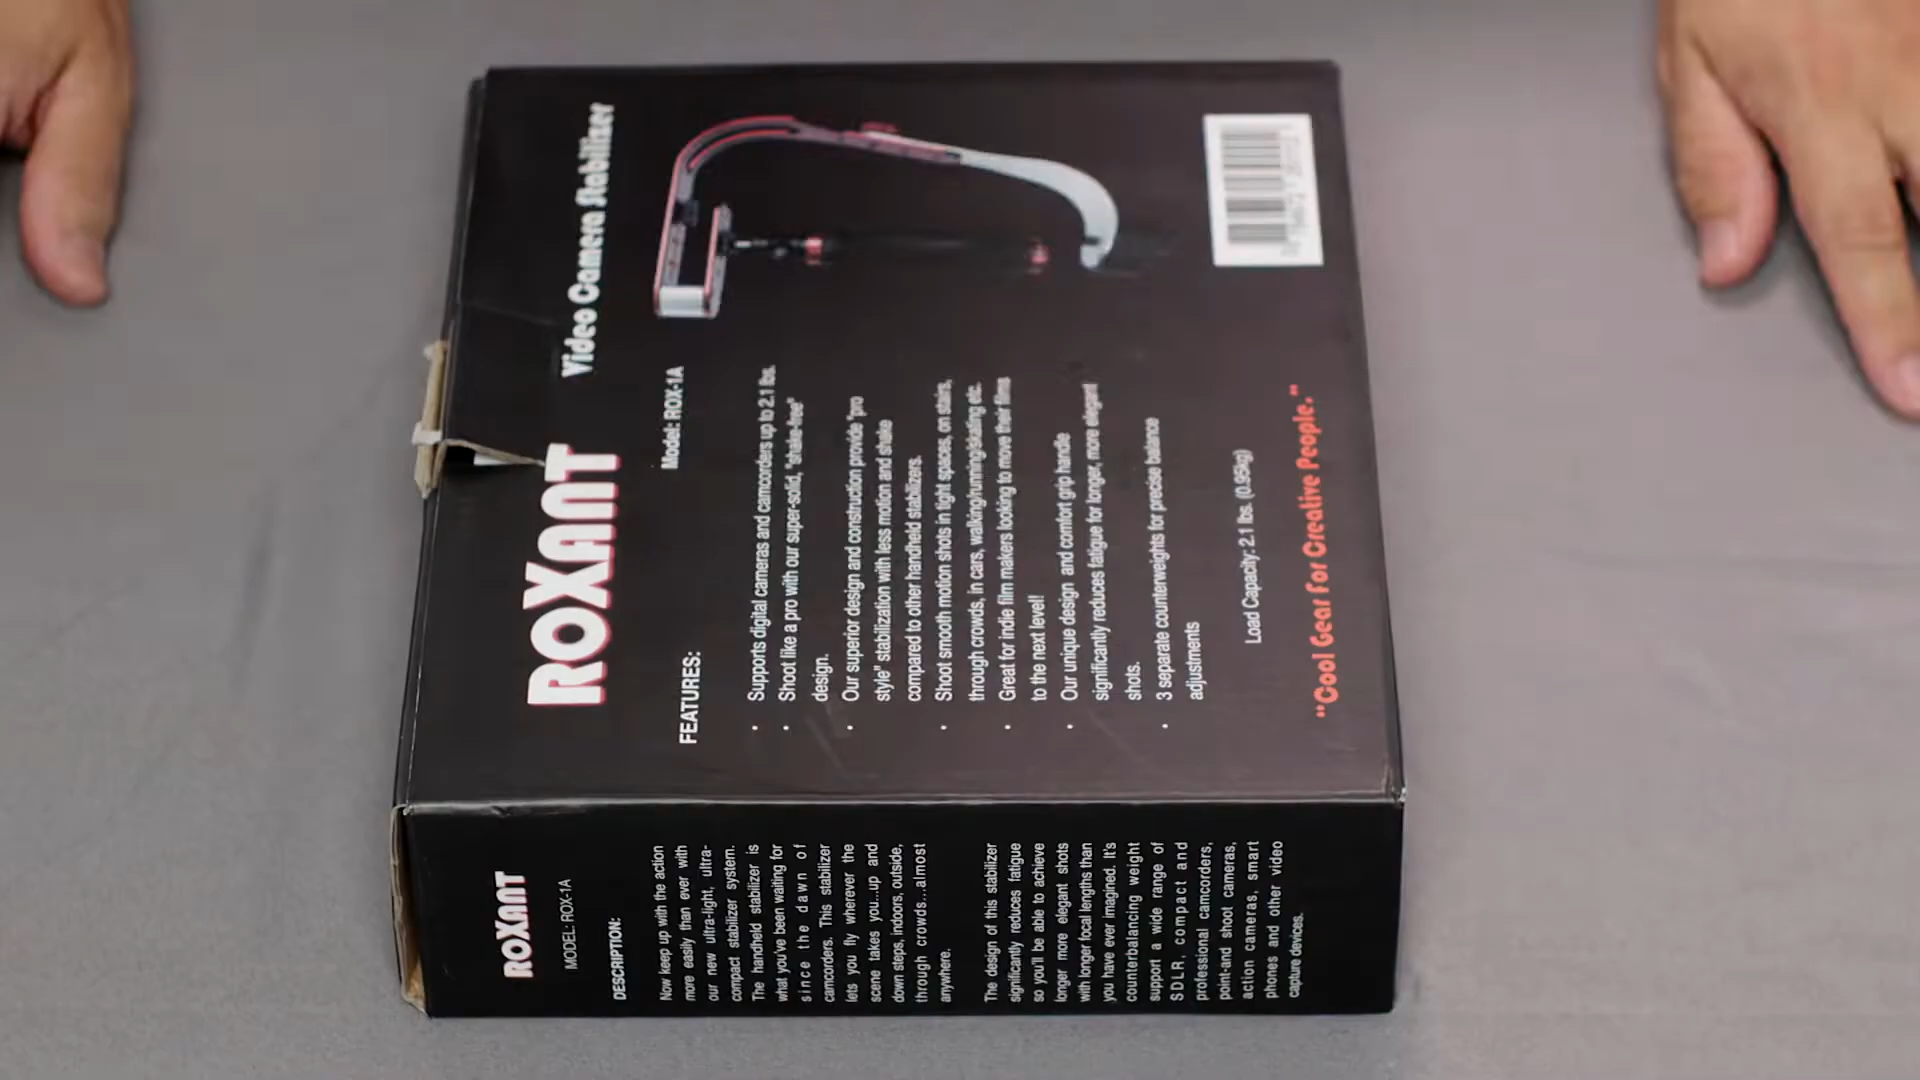 ROXANT
Video Camera Stabilizer
Model: ROX-1A
FEATURES:
• Supports digital cameras and camcorders up to 2.1 lbs.
• Shoot like a pro with our super-solid, "shake-free"
design.
• Our superior design and construction provide "pro
style" stabilization with less motion and shake
compared to other handheld stabilizers.
• Shoot smooth motion shots in tight spaces, on stairs,
through crowds, in cars, walking/running/skating etc.
• Great for indie film makers looking to move their films
to the next level!
• Our unique design and comfort grip handle
significantly reduces fatigue for longer, more elegant
shots.
• 3 separate counterweights for precise balance
adjustments
Load Capacity: 2.1 lbs. (0.95kg)
"Cool Gear For Creative People."
ROXANT
MODEL: ROX-1A
DESCRIPTION:
Now keep up with the action
more easily than ever with
our new ultra-light, ultra-
compact stabilizer system.
The handheld stabilizer is
what you've been waiting for
since the dawn of
camcorders. This stabilizer
lets you fly wherever the
scene takes you...up and
down steps, indoors, outside,
through crowds...almost
anywhere.
The design of this stabilizer
significantly reduces fatigue
so you'll be able to achieve
longer more elegant shots
with longer focal lengths than
you have ever imagined. It's
counterbalancing weight
support a wide range of
SDLR, compact and
professional camcorders,
point-and shoot cameras,
action cameras, smart
phones and other video
capture devices.